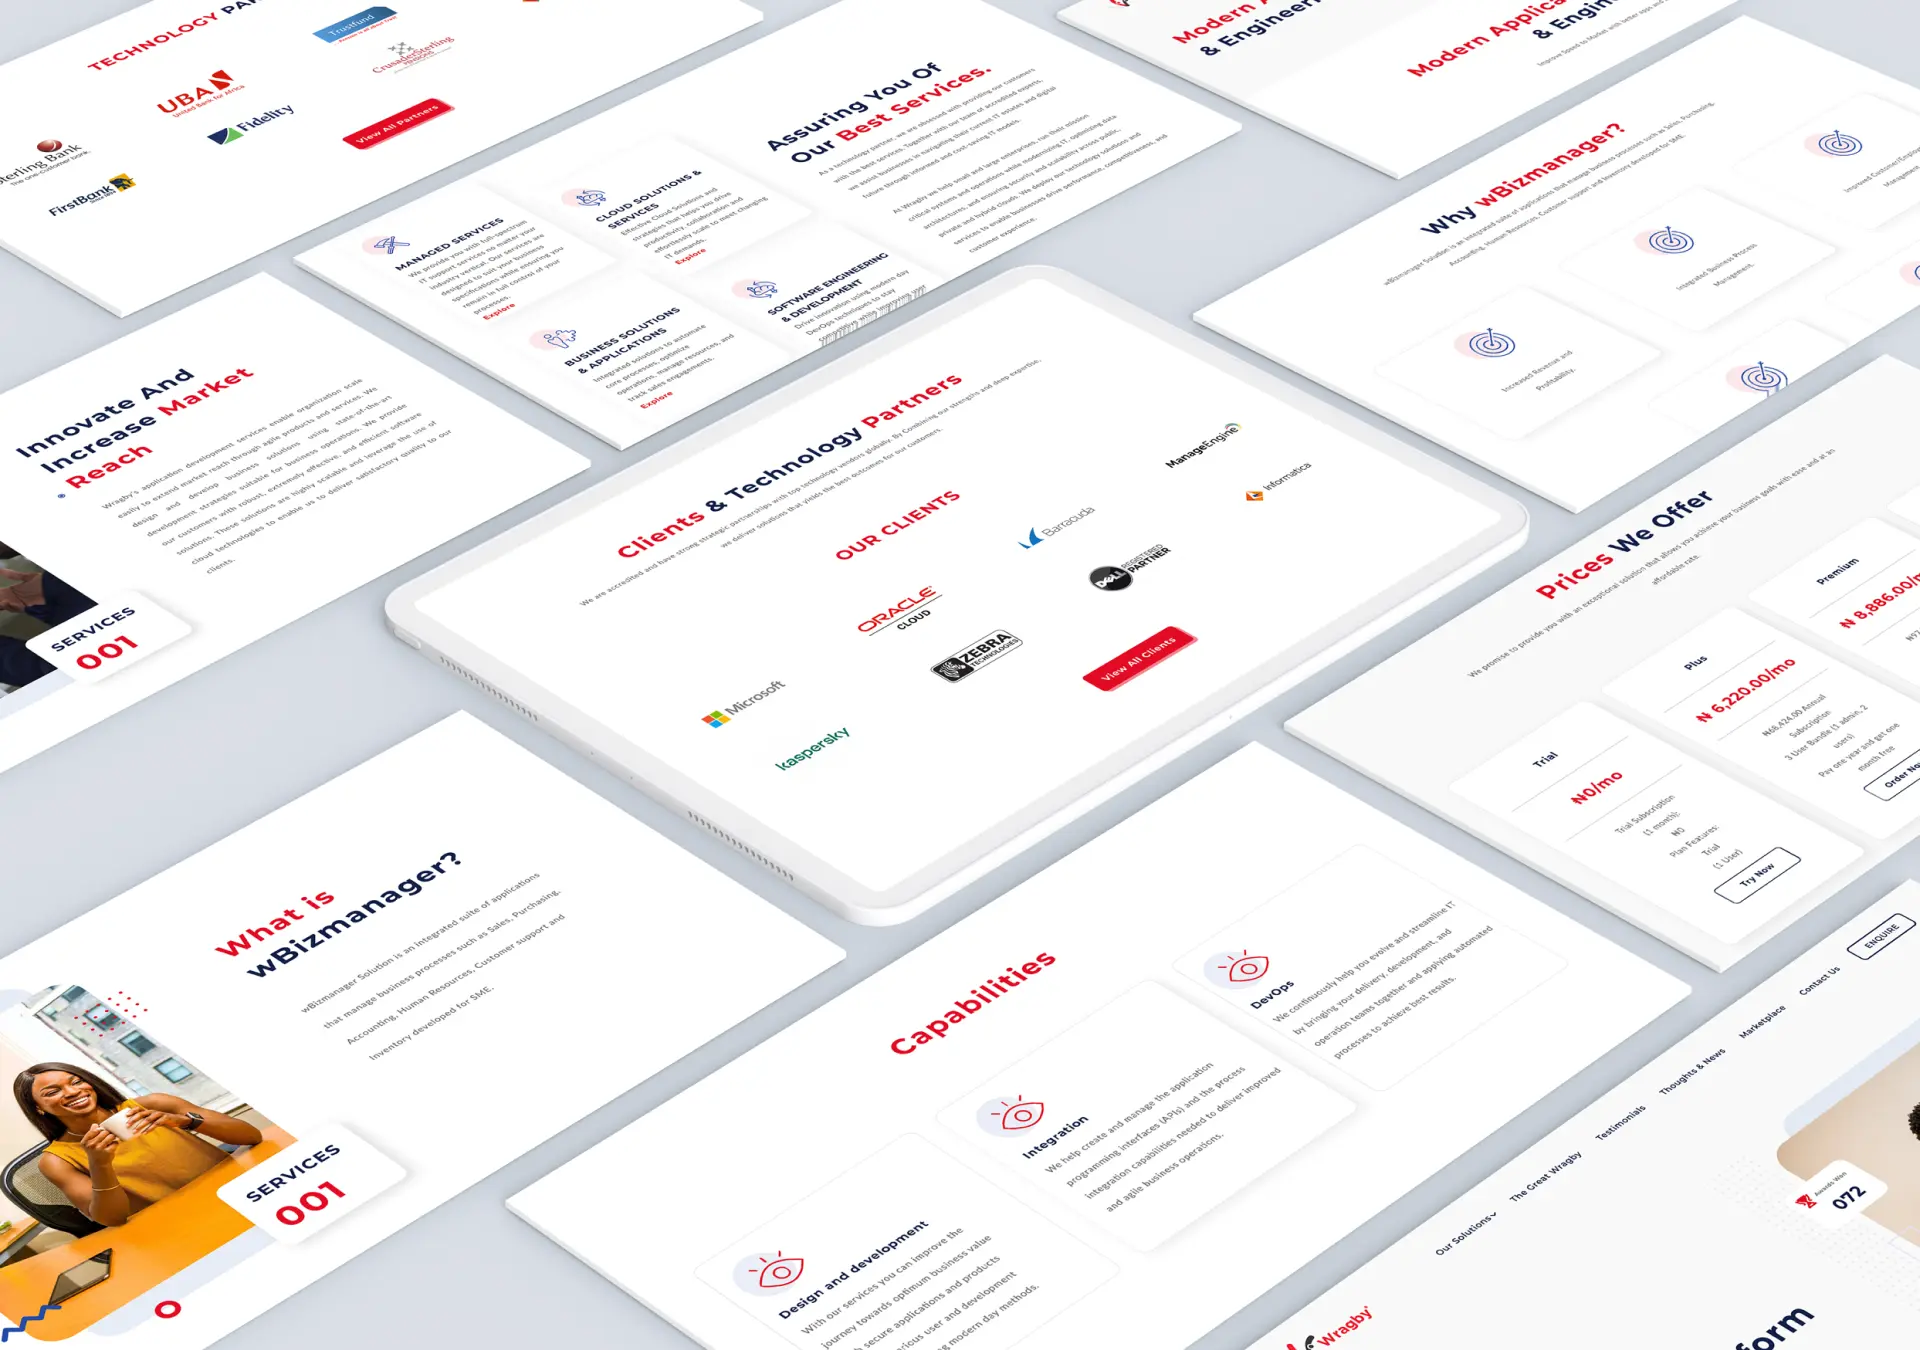 TECHNOLOGY
Trustfund
CrusaderSterling
PENSIONS
UBA
United Bank for Africa
Fidelity
View All Partners
Sterling Bank
The one-Customer bank.
FirstBank
Assuring You Of
Our Best Services.
As a technology partner, we are obsessed with providing our customers
with the best services. Together with our team of accredited experts,
we assist businesses in navigating their current IT estates and digital
future through informed and cost-saving IT models.
At Wragby we help small and large enterprises, run their mission
critical systems and operations while modernizing IT, optimizing data
architectures, and ensuring security and scalability across public,
private and hybrid clouds. We deploy our technology solutions and
services to enable businesses drive performance, competitiveness, and
customer experience.
MANAGED SERVICES
We provide you with full-spectrum
IT support services no matter your
industry vertical. Our services are
designed to suit your business
specifications while ensuring you
remain in full control of your
processes.
Explore
CLOUD SOLUTIONS &
SERVICES
Effective Cloud Solutions and
strategies that helps you drive
productivity, collaboration and
effortlessly scale to meet changing
IT demands.
Explore
BUSINESS SOLUTIONS
& APPLICATIONS
Integrated solutions to automate
core processes, optimize
operations, manage resources, and
track sales engagements.
Explore
SOFTWARE ENGINEERING
& DEVELOPMENT
Drive innovation using modern day
DevOps techniques to stay
competitive while improving your
Modern
& Engineeri
Modern Applica
& Engin
Why wBizmanager?
wBizmanager Solution is an integrated suite of applications that manage business processes such as Sales, Purchasing,
Accounting, Human Resources, Customer support and Inventory developed for SME.
Increased Revenue and
Profitability.
Integrated Business Process
Management.
Innovate And
Increase Market
Reach
Wragby's application development services enable organization scale
easily to extend market reach through agile products and services. We
design and develop business solutions using state-of-the-art
development strategies suitable for business operations. We provide
our customers with robust, extremely effective, and efficient software
solutions. These solutions are highly scalable and leverage the use of
cloud technologies to enable us to deliver satisfactory quality to our
clients.
SERVICES
001
Clients & Technology Partners
We are accredited and have strong strategic partnerships with top technology vendors globally. By Combining our strengths and deep expertise,
we deliver solutions that yields the best outcomes for our customers.
OUR CLIENTS
ManageEngine
Informatica
Barracuda
DELL
REGISTERED
PARTNER
ORACLE
CLOUD
ZEBRA
TECHNOLOGIES
View All Clients
Microsoft
kaspersky
Prices We Offer
We promise to provide you with an exceptional solution that allows you achieve your business goals with ease and at an
affordable rate.
Trial
₦0/mo
Trial Subscription
(1 month):
₦0
Plan Features:
Trial
(1 User)
Try Now
Plus
₦ 6,220.00/mo
₦68,424.00 Annual
Subscription
3 User Bundle (1 admin, 2
users)
Pay one year and get one
month free
Order No
Premium
₦ 8,886.00/m
What is
wBizmanager?
wBizmanager Solution is an integrated suite of applications
that manage business processes such as Sales, Purchasing,
Accounting, Human Resources, Customer support and
Inventory developed for SME.
SERVICES
001
Capabilities
Design and development
With our services you can improve the
journey towards optimum business value
secure applications and products
user and development
modern day methods.
Integration
We help create and manage the application
programming interfaces (APIs) and the process
integration capabilities needed to deliver improved
and agile business operations.
DevOps
We continuously help you evolve and streamline IT
by bringing your delivery, development, and
operation teams together and applying automated
processes to achieve best results.
Wragby
Our Solutions
The Great Wragby
Testimonials
Thoughts & News
Marketplace
Contact Us
ENQUIRE
Awards Won
072
form